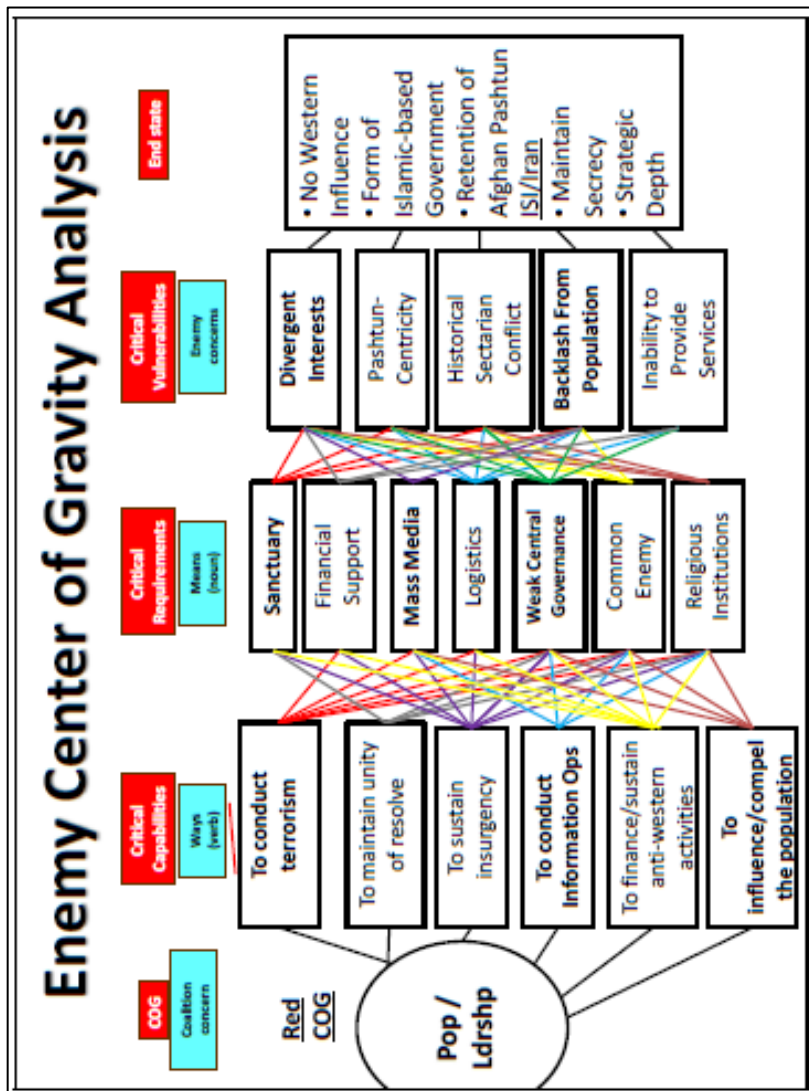 Enemy Center of Gravity Analysis
COG
Coalition
concern
Critical
Capabilities
Ways
(verb)
Critical
Requirements
Means
(noun)
Critical
Vulnerabilities
Enemy
concerns
End state
Red
COG
Pop /
Ldrshp
To conduct
terrorism
To maintain unity
of resolve
To sustain
insurgency
To conduct
Information Ops
To finance/sustain
anti-western
activities
To
influence/compel
the population
Sanctuary
Financial
Support
Mass Media
Logistics
Weak Central
Governance
Common
Enemy
Religious
Institutions
Divergent
Interests
Pashtun-
Centricity
Historical
Sectarian
Conflict
Backlash From
Population
Inability to
Provide
Services
• No Western
Influence
• Form of
Islamic-based
Government
• Retention of
Afghan Pashtun
ISI/Iran
• Maintain
Secrecy
• Strategic
Depth